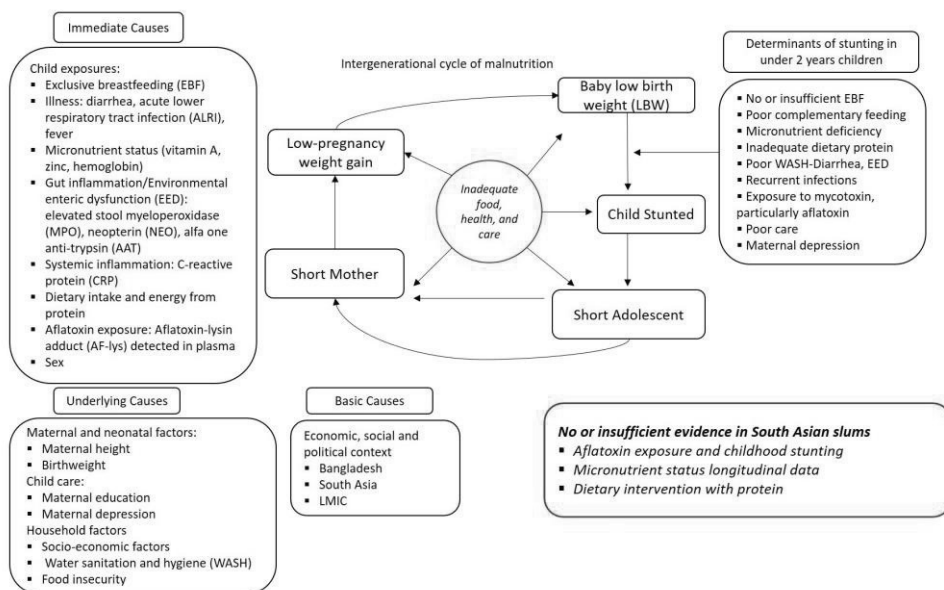 Immediate Causes
Child exposures:
▪ Exclusive breastfeeding (EBF)
▪ Illness: diarrhea, acute lower
respiratory tract infection (ALRI),
fever
▪ Micronutrient status (vitamin A,
zinc, hemoglobin)
▪ Gut inflammation/Environmental
enteric dysfunction (EED):
elevated stool myeloperoxidase
(MPO), neopterin (NEO), alfa one
anti-trypsin (AAT)
▪ Systemic inflammation: C-reactive
protein (CRP)
▪ Dietary intake and energy from
protein
▪ Aflatoxin exposure: Aflatoxin-lysin
adduct (AF-lys) detected in plasma
▪ Sex
Intergenerational cycle of malnutrition
Baby low birth
weight (LBW)
Low-pregnancy
weight gain
Inadequate
food,
health, and
care
Child Stunted
Short Mother
Short Adolescent
Determinants of stunting in
under 2 years children
▪ No or insufficient EBF
▪ Poor complementary feeding
▪ Micronutrient deficiency
▪ Inadequate dietary protein
▪ Poor WASH-Diarrhea, EED
▪ Recurrent infections
▪ Exposure to mycotoxin,
particularly aflatoxin
▪ Poor care
▪ Maternal depression
Underlying Causes
Maternal and neonatal factors:
▪ Maternal height
▪ Birthweight
Child care:
▪ Maternal education
▪ Maternal depression
Household factors
▪ Socio-economic factors
▪ Water sanitation and hygiene (WASH)
▪ Food insecurity
Basic Causes
Economic, social and
political context
▪ Bangladesh
▪ South Asia
▪ LMIC
No or insufficient evidence in South Asian slums
▪ Aflatoxin exposure and childhood stunting
▪ Micronutrient status longitudinal data
▪ Dietary intervention with protein